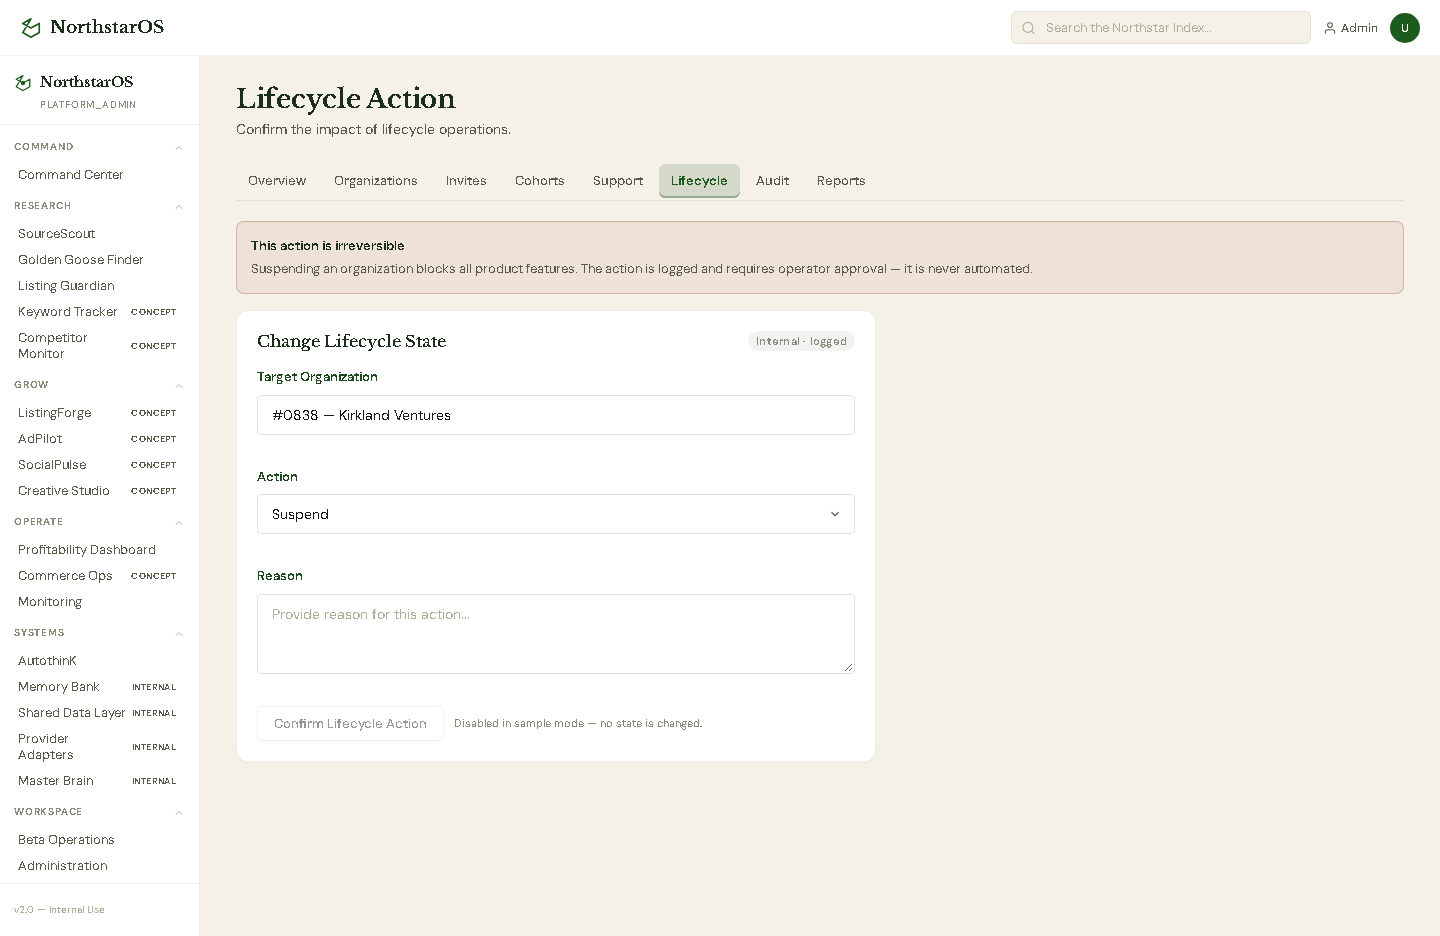 NorthstarOS
Search the Northstar Index...
Admin
U
NorthstarOS
PLATFORM_ADMIN
COMMAND
Command Center
RESEARCH
SourceScout
Golden Goose Finder
Listing Guardian
Keyword Tracker CONCEPT
Competitor
Monitor CONCEPT
GROW
ListingForge CONCEPT
AdPilot CONCEPT
SocialPulse CONCEPT
Creative Studio CONCEPT
OPERATE
Profitability Dashboard
Commerce Ops CONCEPT
Monitoring
SYSTEMS
AutothinK
Memory Bank INTERNAL
Shared Data Layer INTERNAL
Provider
Adapters INTERNAL
Master Brain INTERNAL
WORKSPACE
Beta Operations
Administration
v2.0 — Internal Use
Lifecycle Action
Confirm the impact of lifecycle operations.
Overview Organizations Invites Cohorts Support Lifecycle Audit Reports
This action is irreversible
Suspending an organization blocks all product features. The action is logged and requires operator approval — it is never automated.
Change Lifecycle State
Internal · logged
Target Organization
#0838 — Kirkland Ventures
Action
Suspend
Reason
Provide reason for this action...
Confirm Lifecycle Action
Disabled in sample mode — no state is changed.